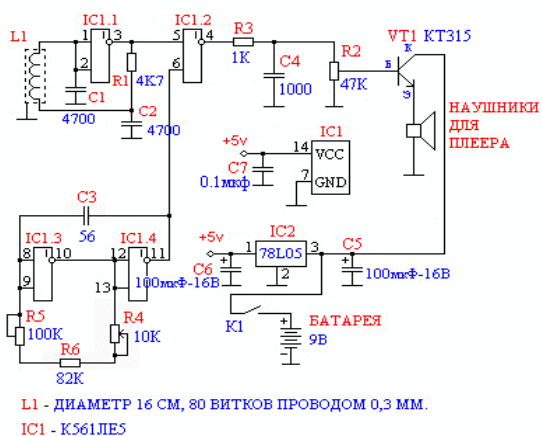 L1
IC1.1
1
3
2
C1
4700
R1
4K7
C2
4700
IC1.2
5
4
6
R3
1K
C4
1000
R2
47K
VT1 КТ315
Б
К
Э
НАУШНИКИ
ДЛЯ
ПЛЕЕРА
+5v
C7
0.1мкф
IC1
14
VCC
7
GND
C3
56
IC1.3
8
10
9
IC1.4
12
11
13
R5
100K
R4
10K
R6
82K
+5v
C6
100мкФ-16В
IC2
1
78L05
3
2
C5
100мкФ-16В
K1
БАТАРЕЯ
9В
L1 - ДИАМЕТР 16 СМ, 80 ВИТКОВ ПРОВОДОМ 0,3 ММ.
IC1 - К561ЛЕ5